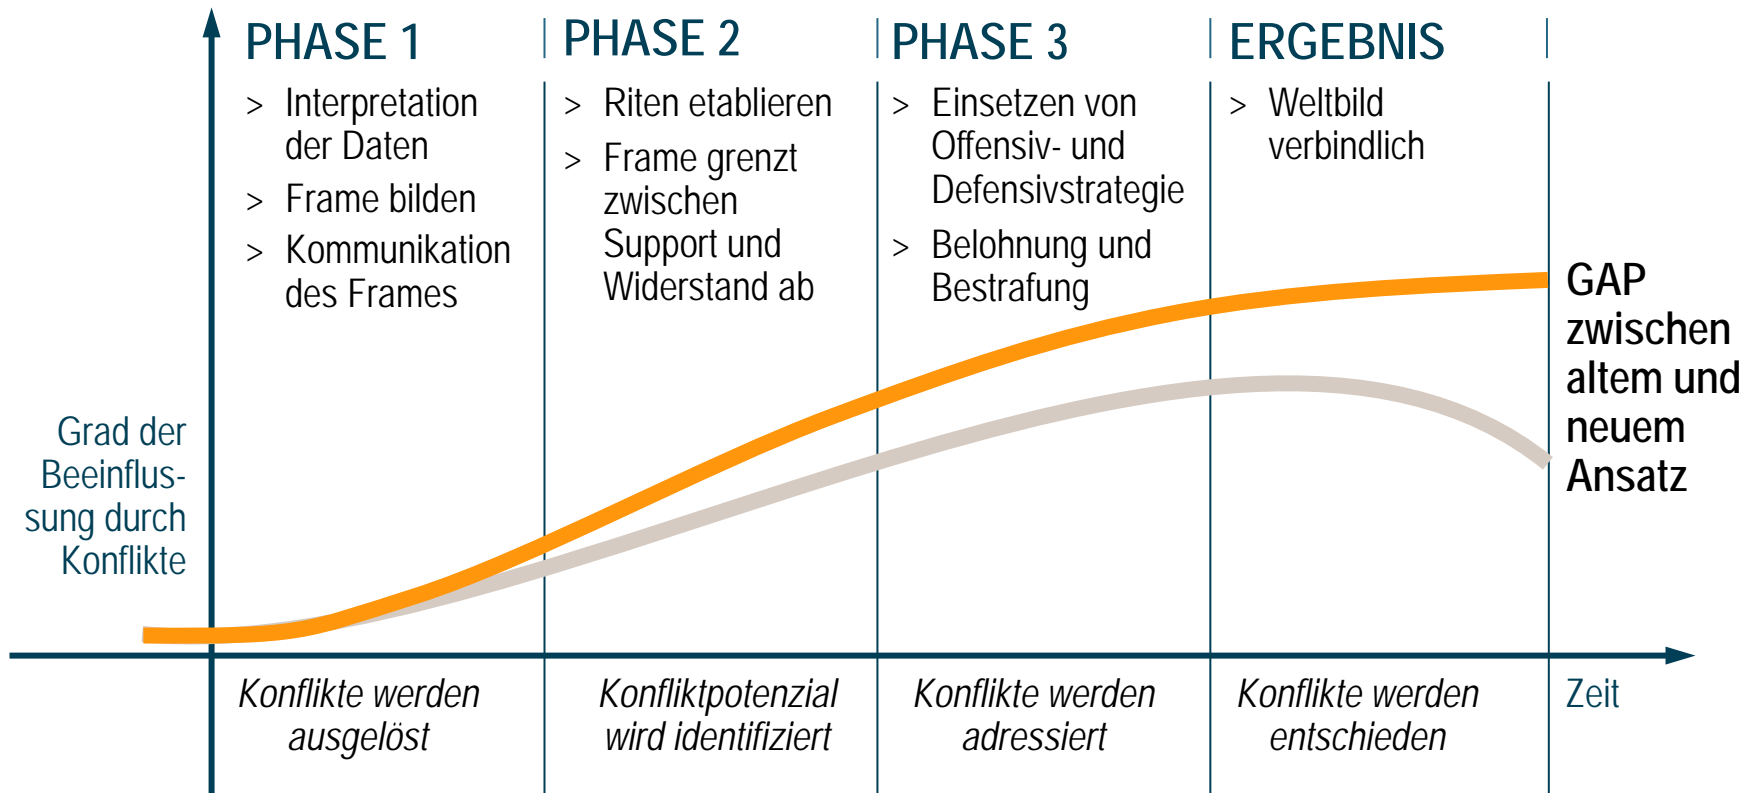 PHASE 1
> Interpretation
der Daten
> Frame bilden
> Kommunikation
des Frames
PHASE 2
> Riten etablieren
> Frame grenzt
zwischen
Support und
Widerstand ab
PHASE 3
> Einsetzen von
Offensiv- und
Defensivstrategie
> Belohnung und
Bestrafung
ERGEBNIS
> Weltbild
verbindlich
GAP
zwischen
altem und
neuem
Ansatz
Grad der
Beeinflus-
sung durch
Konflikte
Konflikte werden
ausgelöst
Konfliktpotenzial
wird identifiziert
Konflikte werden
adressiert
Konflikte werden
entschieden
Zeit